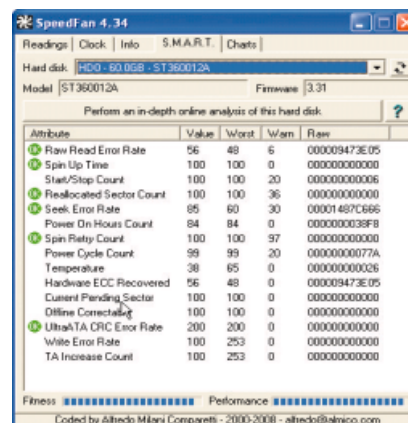 SpeedFan 4.34
Readings Clock Info S.M.A.R.T. Charts
Hard disk HD0 - 60.0GB - ST360012A
Model ST360012A Firmware 3.31
Perform an in-depth online analysis of this hard disk ?
Attribute Value Worst Warn Raw
Raw Read Error Rate 56 48 6 000009473E05
Spin Up Time 100 100 0 000000000000
Start/Stop Count 100 100 20 000000000006
Reallocated Sector Count 100 100 36 000000000000
Seek Error Rate 85 60 30 00001487C666
Power On Hours Count 84 84 0 0000000038F8
Spin Retry Count 100 100 97 000000000000
Power Cycle Count 99 99 20 00000000077A
Temperature 38 65 0 000000000026
Hardware ECC Recovered 56 48 0 000009473E05
Current Pending Sector 100 100 0 000000000000
Offline Correctable 100 100 0 000000000000
UltraATA CRC Error Rate 200 200 0 000000000000
Write Error Rate 100 253 0 000000000000
TA Increase Count 100 253 0 000000000000
Fitness Performance
Coded by Alfredo Milani Comparetti - 2000-2008 - alfredo@almico.com